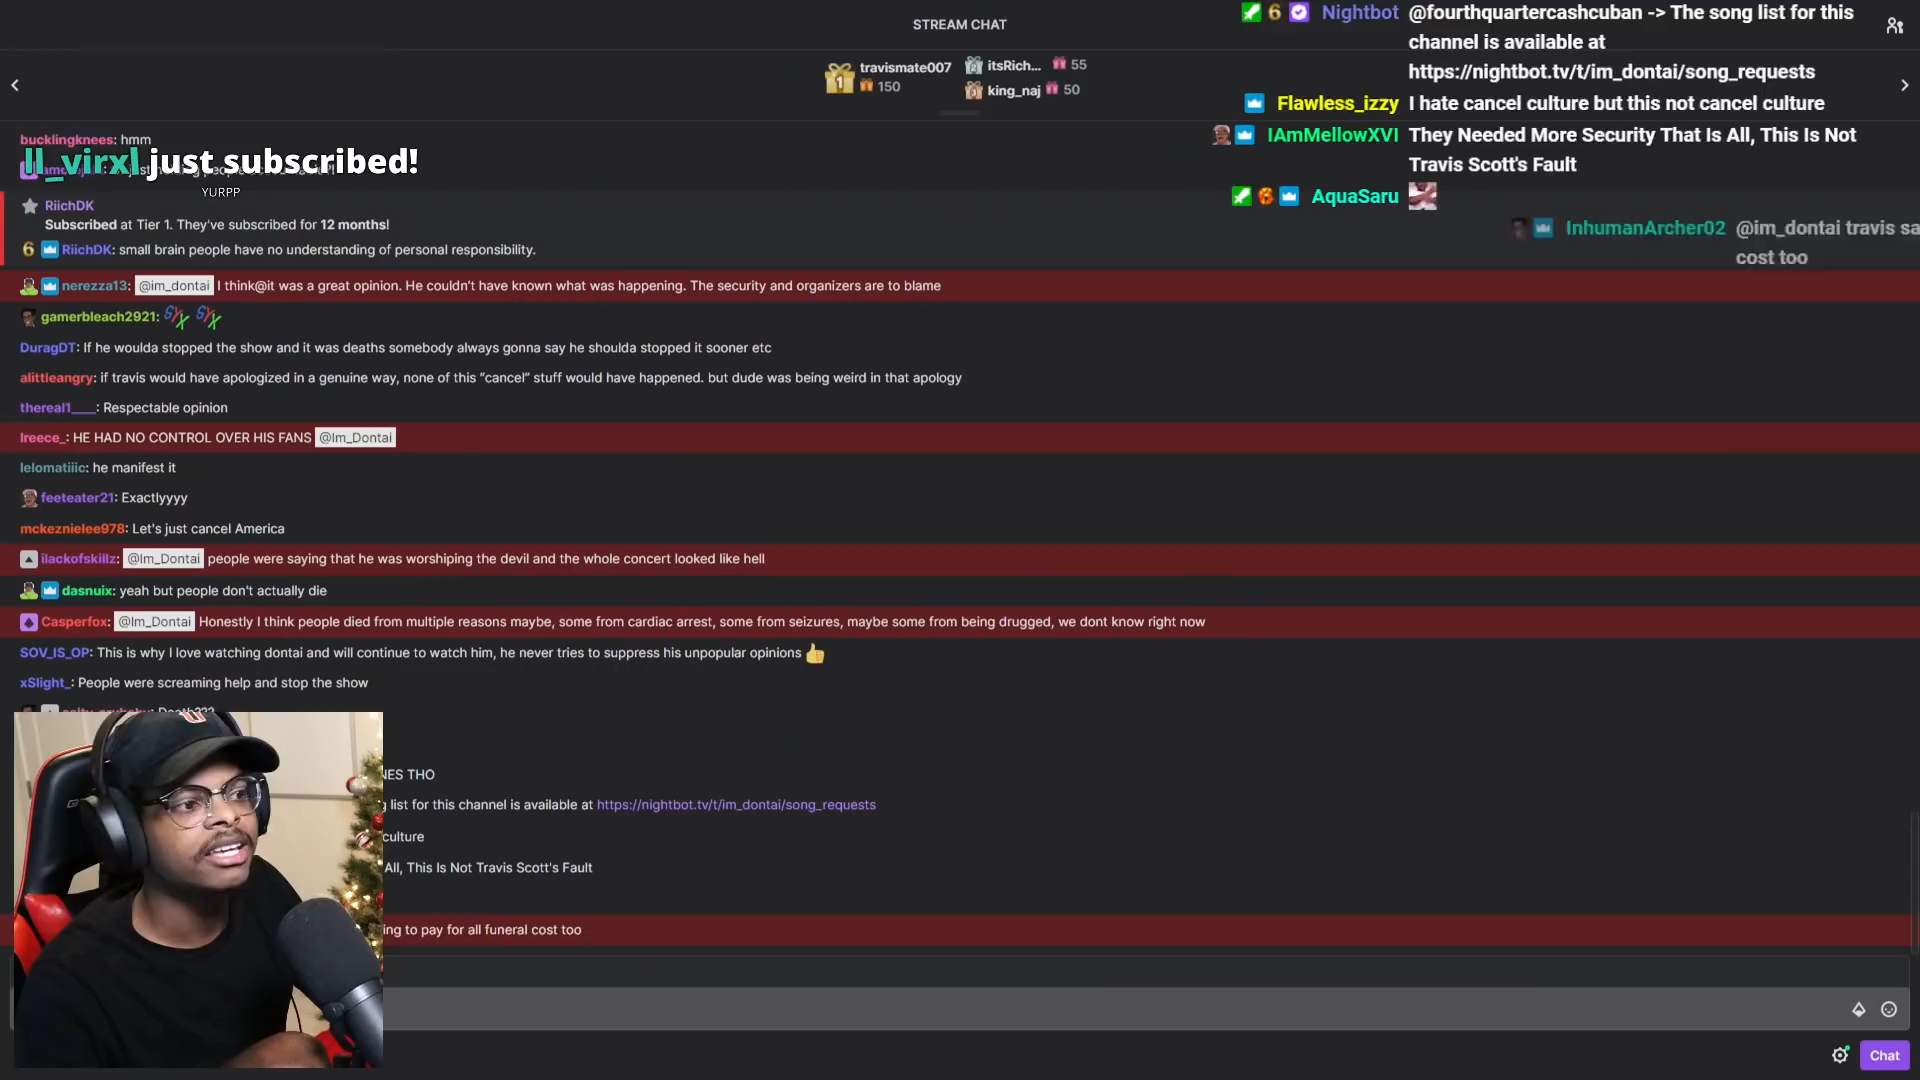 STREAM CHAT
travismate007
150
itsRich... 55
king_naj 50
Nightbot @fourthquartercashcuban -> The song list for this
channel is available at
https://nightbot.tv/t/im_dontai/song_requests
Flawless_izzy I hate cancel culture but this not cancel culture
IAmMellowXVI They Needed More Security That Is All, This Is Not
Travis Scott's Fault
AquaSaru
InhumanArcher02 @im_dontai travis sa
cost too
bucklingknees: hmm
ll_virxl just subscribed!
YURPP
RiichDK
Subscribed at Tier 1. They've subscribed for 12 months!
6 RiichDK: small brain people have no understanding of personal responsibility.
nerezza13: @im_dontai I think@it was a great opinion. He couldn't have known what was happening. The security and organizers are to blame
gamerbleach2921:
DuragDT: If he woulda stopped the show and it was deaths somebody always gonna say he shoulda stopped it sooner etc
alittleangry: if travis would have apologized in a genuine way, none of this “cancel” stuff would have happened. but dude was being weird in that apology
thereal1____: Respectable opinion
lreece_: HE HAD NO CONTROL OVER HIS FANS @Im_Dontai
lelomatiiic: he manifest it
feeteater21: Exactlyyyy
mckeznielee978: Let's just cancel America
ilackofskillz: @Im_Dontai people were saying that he was worshiping the devil and the whole concert looked like hell
dasnuix: yeah but people don't actually die
Casperfox: @Im_Dontai Honestly I think people died from multiple reasons maybe, some from cardiac arrest, some from seizures, maybe some from being drugged, we dont know right now
SOV_IS_OP: This is why I love watching dontai and will continue to watch him, he never tries to suppress his unpopular opinions
xSlight_: People were screaming help and stop the show
Death???
NES THO
g list for this channel is available at https://nightbot.tv/t/im_dontai/song_requests
culture
All, This Is Not Travis Scott's Fault
ing to pay for all funeral cost too
Chat